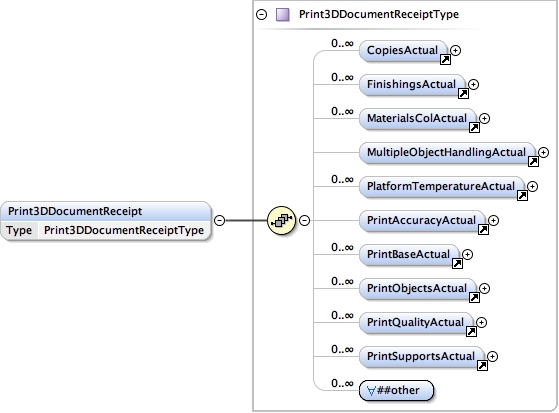 Print3DDocumentReceiptType
0..∞
CopiesActual
0..∞
FinishingsActual
0..∞
MaterialsColActual
MultipleObjectHandlingActual
0..∞
PlatformTemperatureActual
Print3DDocumentReceipt
Type Print3DDocumentReceiptType
PrintAccuracyActual
0..∞
PrintBaseActual
0..∞
PrintObjectsActual
0..∞
PrintQualityActual
0..∞
PrintSupportsActual
0..∞
∀##other